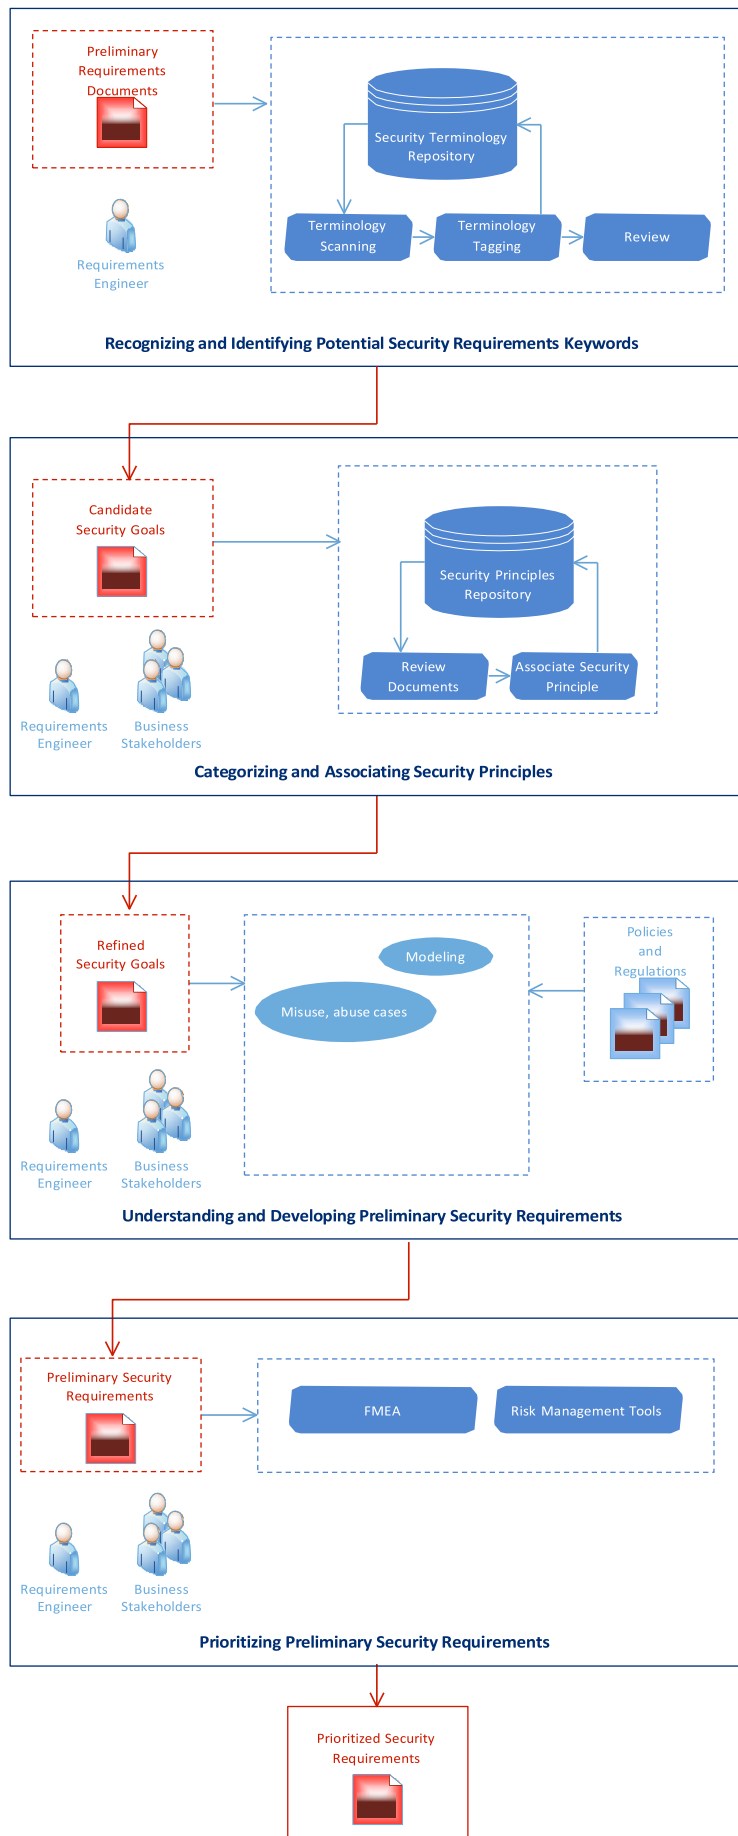 Preliminary
Requirements
Documents
Security Terminology
Repository
Terminology
Scanning
Terminology
Tagging
Review
Requirements
Engineer
Recognizing and Identifying Potential Security Requirements Keywords
Candidate
Security Goals
Security Principles
Repository
Review
Documents
Associate Security
Principle
Requirements
Engineer
Business
Stakeholders
Categorizing and Associating Security Principles
Refined
Security Goals
Modeling
Misuse, abuse cases
Policies
and
Regulations
Requirements
Engineer
Business
Stakeholders
Understanding and Developing Preliminary Security Requirements
Preliminary Security
Requirements
FMEA
Risk Management Tools
Requirements
Engineer
Business
Stakeholders
Prioritizing Preliminary Security Requirements
Prioritized Security
Requirements